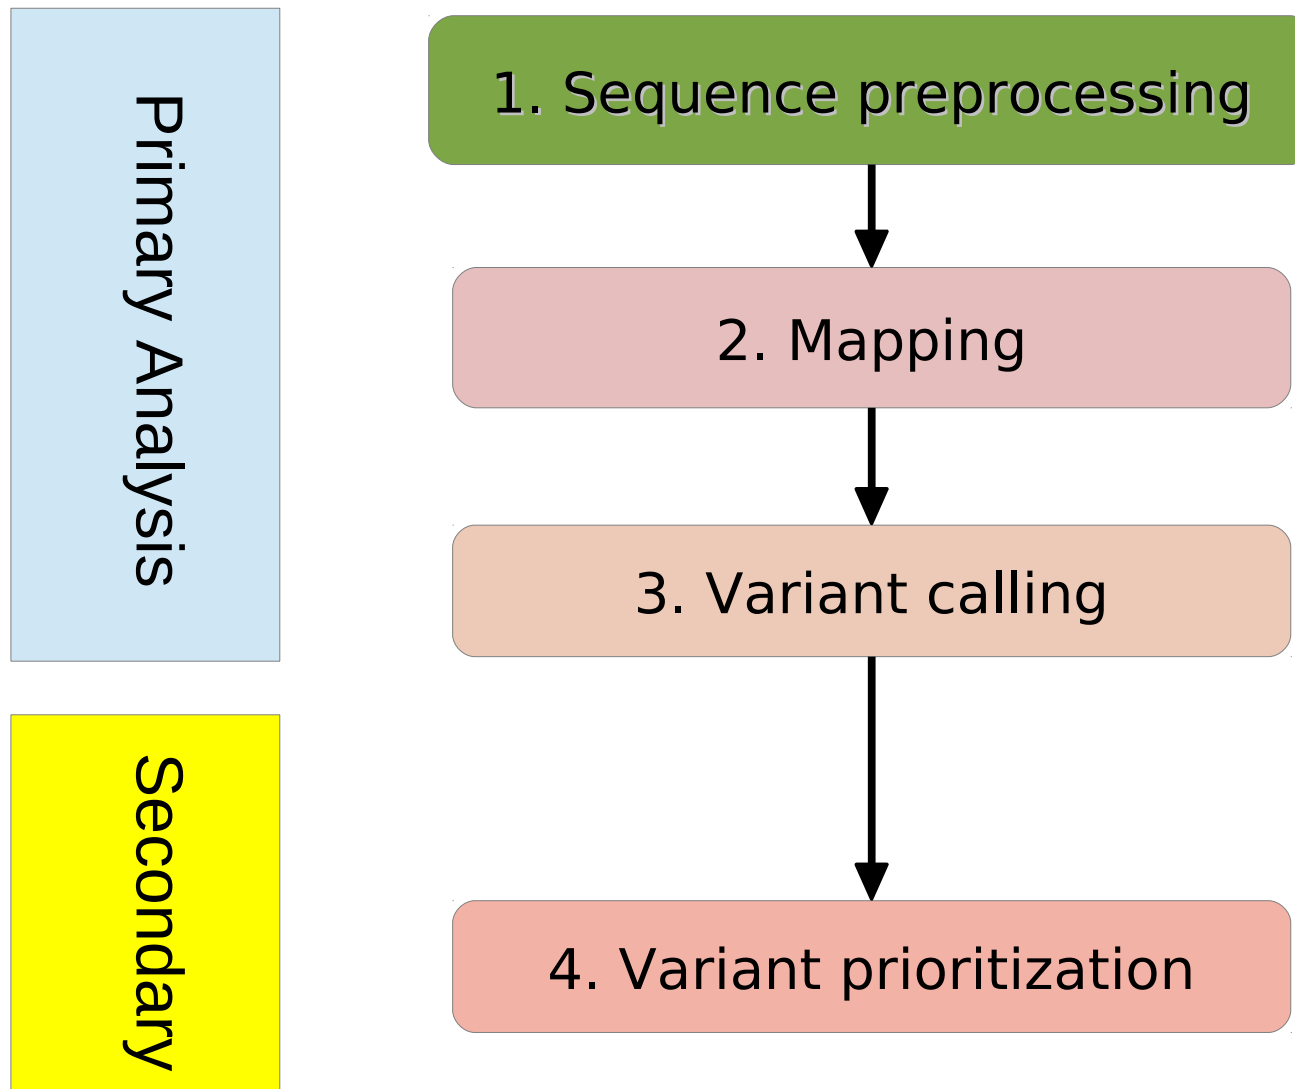 Primary Analysis
1. Sequence preprocessing
2. Mapping
3. Variant calling
Secondary
4. Variant prioritization